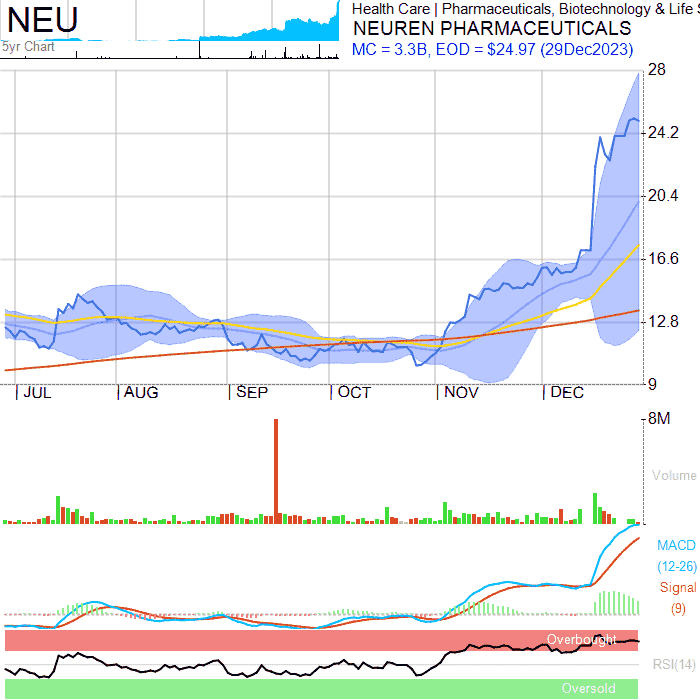 NEU
5yr Chart
Health Care | Pharmaceuticals, Biotechnology & Life S
NEUREN PHARMACEUTICALS
MC = 3.3B, EOD = $24.97 (29Dec2023)
28
24.2
20.4
16.6
12.8
9
JUL AUG SEP OCT NOV DEC
8M
Volume
MACD
(12-26)
Signal
(9)
Overbought
RSI(14)
Oversold